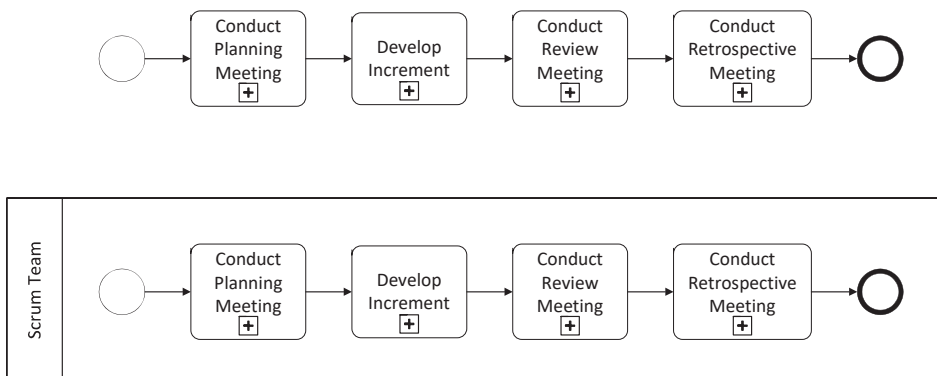 Conduct
Planning
Meeting
Develop
Increment
Conduct
Review
Meeting
Conduct
Retrospective
Meeting
Scrum Team
Conduct
Planning
Meeting
Develop
Increment
Conduct
Review
Meeting
Conduct
Retrospective
Meeting